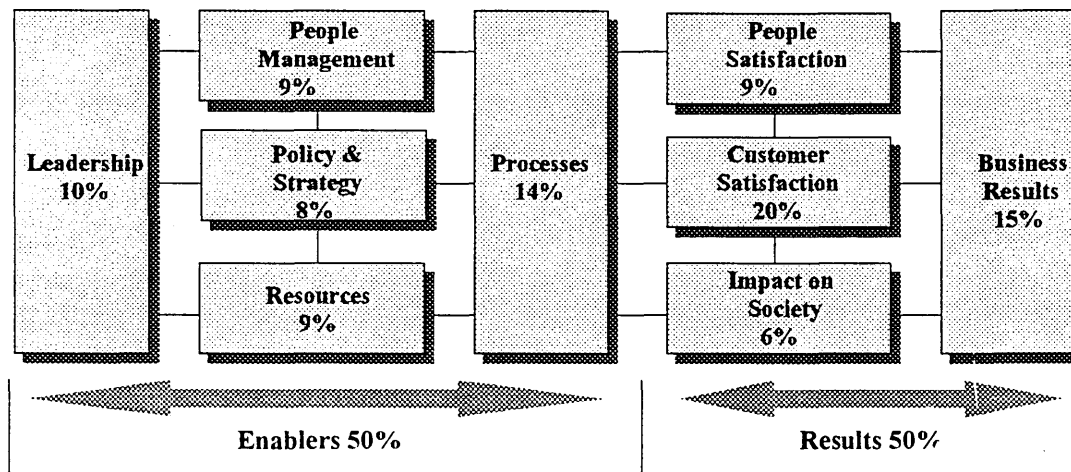 People
Management
9%
People
Satisfaction
9%
Leadership
10%
Policy &
Strategy
8%
Processes
14%
Customer
Satisfaction
20%
Business
Results
15%
Resources
9%
Impact on
Society
6%
Enablers 50%
Results 50%